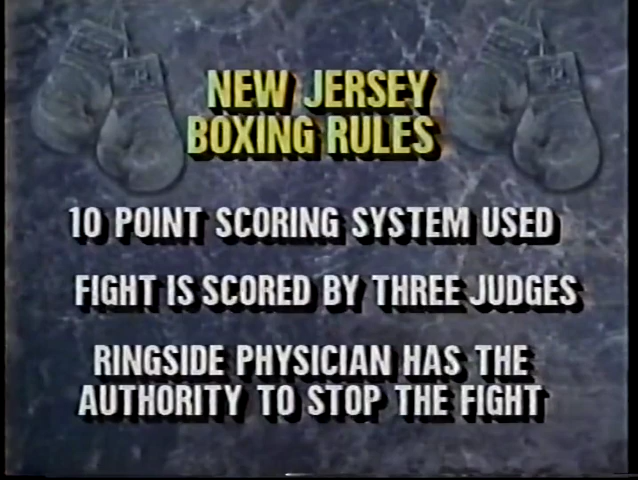 NEW JERSEY
BOXING RULES
10 POINT SCORING SYSTEM USED
FIGHT IS SCORED BY THREE JUDGES
RINGSIDE PHYSICIAN HAS THE
AUTHORITY TO STOP THE FIGHT